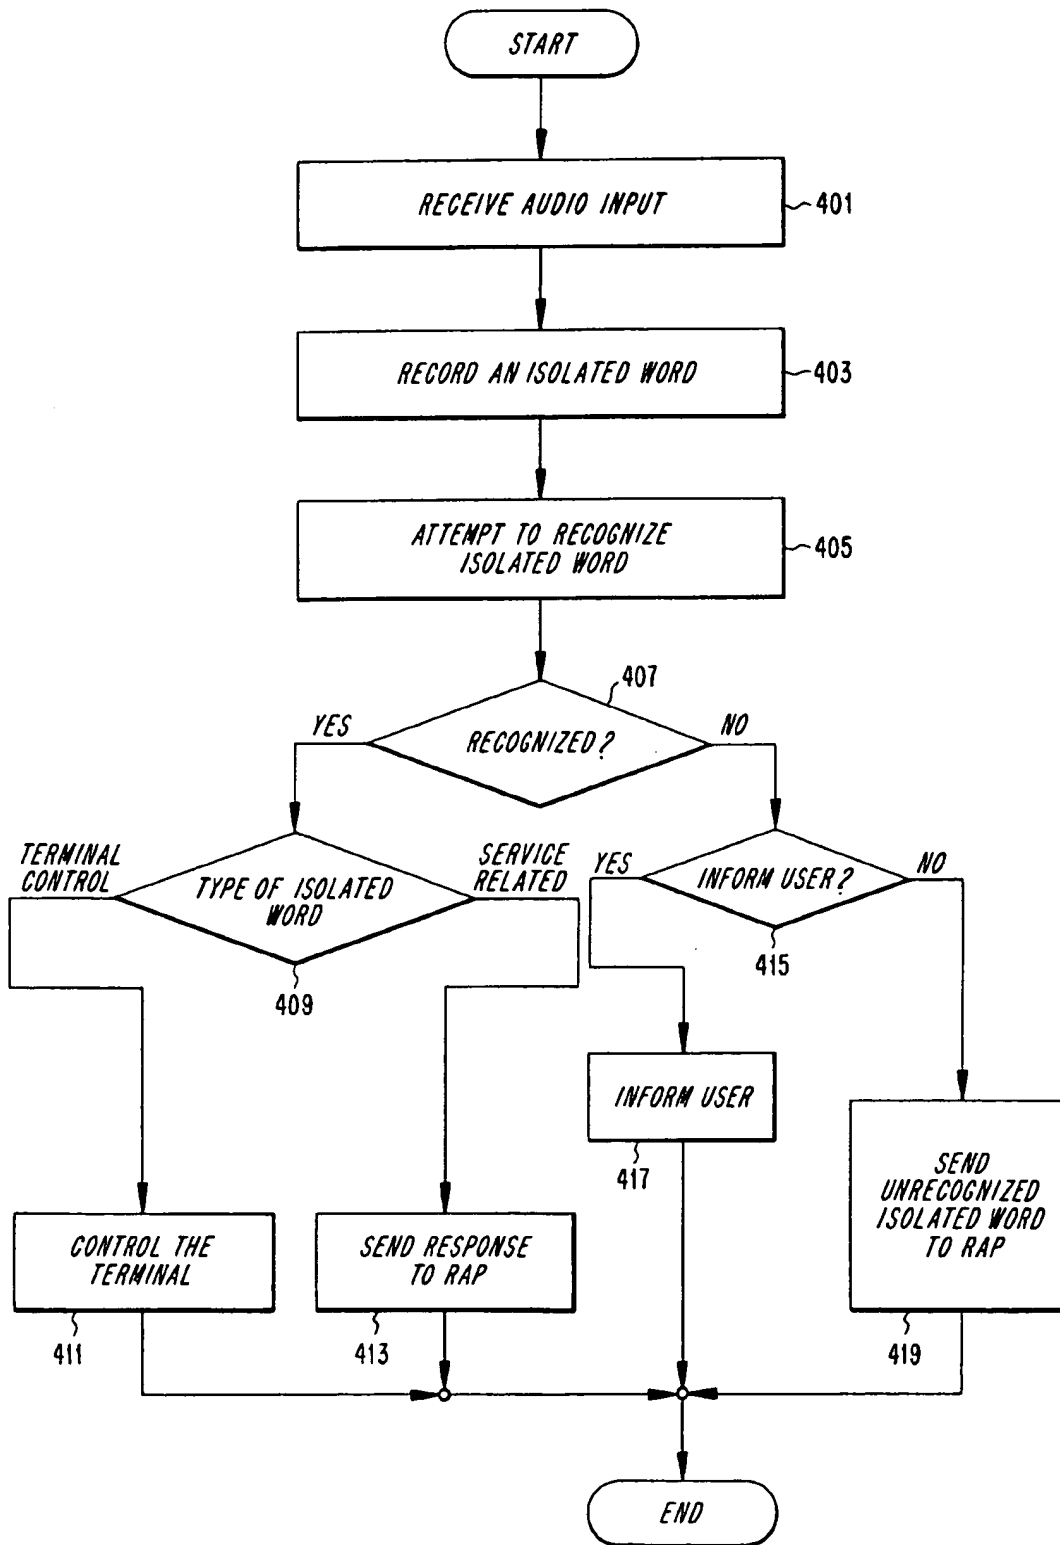 START
RECEIVE AUDIO INPUT
401
RECORD AN ISOLATED WORD
403
ATTEMPT TO RECOGNIZE
ISOLATED WORD
405
407
YES
RECOGNIZED?
NO
TERMINAL
CONTROL
TYPE OF ISOLATED
WORD
SERVICE
RELATED
409
YES
INFORM USER?
NO
415
INFORM USER
417
CONTROL THE
TERMINAL
411
SEND RESPONSE
TO RAP
413
SEND
UNRECOGNIZED
ISOLATED WORD
TO RAP
419
END